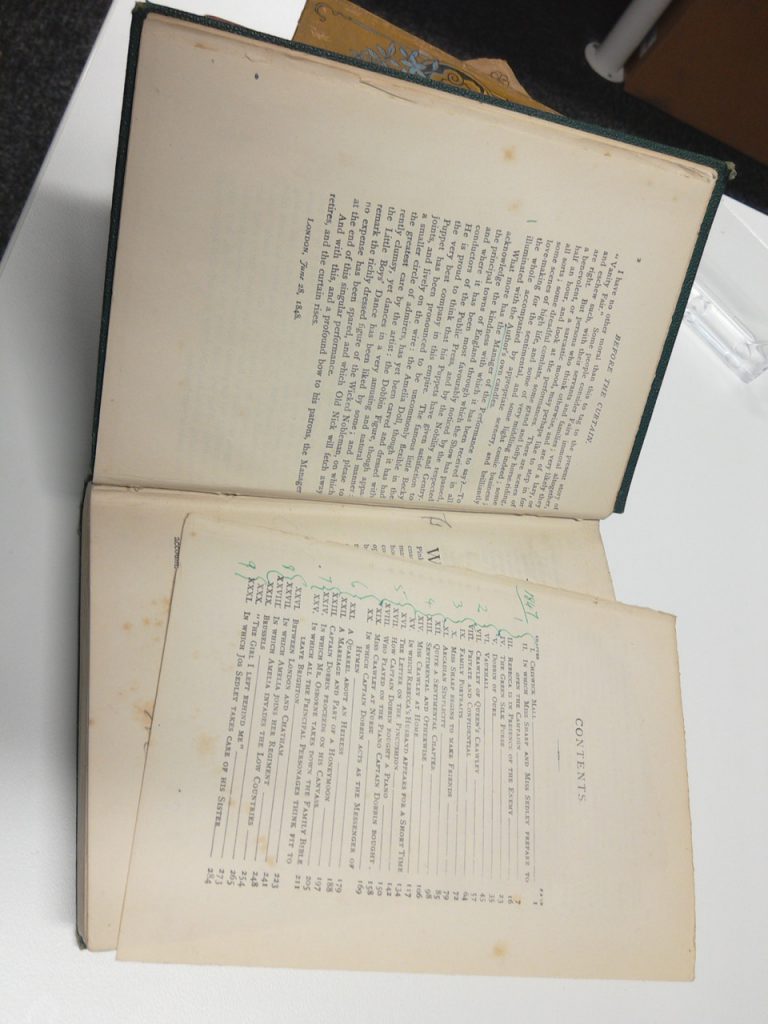 2
BEFORE THE CURTAIN
I have no other moral than this to tag to the present story
of " Vanity Fair." Some people consider Fairs immoral altogether,
and eschew such, with their servants and families: very likely they
are right. But persons who think otherwise, and are of a lazy, or
a benevolent, or a sarcastic mood, may perhaps like to step in for
half an hour, and look at the performances. There are scenes of
all sorts; some dreadful combats, some grand and lofty horse-riding,
some scenes of high life, and some of very middling indeed; some
love-making for the sentimental, and some light comic business;
the whole accompanied by appropriate scenery, and brilliantly
illuminated with the Author's own candles.
What more has the Manager of the Performance to say?—To
acknowledge the kindness with which it has been received in all
the principal towns of England through which the Show has passed,
and where it has been most favourably noticed by the respected
conductors of the Public Press, and by the Nobility and Gentry.
He is proud to think that his Puppets have given satisfaction to
the very best company in this empire. The famous little Becky
Puppet has been pronounced to be uncommonly flexible in the
joints, and lively on the wire: the Amelia Doll, though it has had
a smaller circle of admirers, has yet been carved and dressed with
the greatest care by the artist: the Dobbin Figure, though appa-
rently clumsy, yet dances in a very amusing and natural manner:
the Little Boys' Dance has been liked by some; and please to
remark the richly dressed figure of the Wicked Nobleman, on which
no expense has been spared, and which Old Nick will fetch away
at the end of this singular performance.
And with this, and a profound bow to his patrons, the Manager
retires, and the curtain rises.
LONDON, June 28, 1848.
W
CONTENTS
1847
PAGE
CHISWICK MALL 1
1 II. IN WHICH MISS SHARP AND MISS SEDLEY PREPARE TO
OPEN THE CAMPAIGN 7
III. REBECCA IS IN PRESENCE OF THE ENEMY 16
IV. THE GREEN SILK PURSE 23
V. DOBBIN OF OURS 35
2 VI. VAUXHALL 45
VII. CRAWLEY OF QUEEN'S CRAWLEY 57
VIII. PRIVATE AND CONFIDENTIAL 64
3 IX. FAMILY PORTRAITS 72
X. MISS SHARP BEGINS TO MAKE FRIENDS 79
XI. ARCADIAN SIMPLICITY 85
4 XII. QUITE A SENTIMENTAL CHAPTER 98
XIII. SENTIMENTAL AND OTHERWISE 106
XIV. MISS CRAWLEY AT HOME 117
5 XV. IN WHICH REBECCA'S HUSBAND APPEARS FOR A SHORT TIME 134
XVI. THE LETTER ON THE PINCUSHION 142
XVII. HOW CAPTAIN DOBBIN BOUGHT A PIANO 150
XVIII. WHO PLAYED ON THE PIANO CAPTAIN DOBBIN BOUGHT 158
6 XIX. MISS CRAWLEY AT NURSE
XX. IN WHICH CAPTAIN DOBBIN ACTS AS THE MESSENGER OF
HYMEN 169
XXI. A QUARREL ABOUT AN HEIRESS 179
XXII. A MARRIAGE AND PART OF A HONEYMOON 188
7 XXIII. CAPTAIN DOBBIN PROCEEDS ON HIS CANVASS 197
XXIV. IN WHICH MR. OSBORNE TAKES DOWN THE FAMILY BIBLE 205
XXV. IN WHICH ALL THE PRINCIPAL PERSONAGES THINK FIT TO
LEAVE BRIGHTON 211
8 XXVI. BETWEEN LONDON AND CHATHAM 223
XXVII. IN WHICH AMELIA JOINS HER REGIMENT 241
XXVIII. IN WHICH AMELIA INVADES THE LOW COUNTRIES 248
XXIX. BRUSSELS 254
9 XXX. "THE GIRL I LEFT BEHIND ME" 265
XXXI. IN WHICH JOS SEDLEY TAKES CARE OF HIS SISTER 273
284